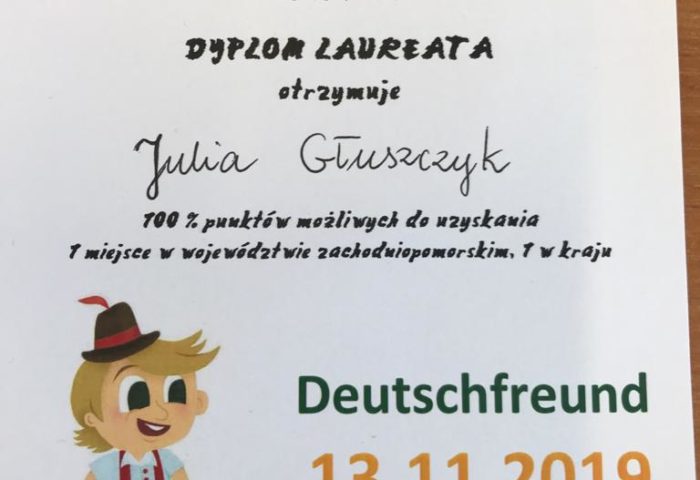 DYPLOM LAUREATA
otrzymuje
Julia Głuszczyk
100 % punktów możliwych do uzyskania
1 miejsce w województwie zachodniopomorskim, 1 w kraju
Deutschfreund
13.11.2019